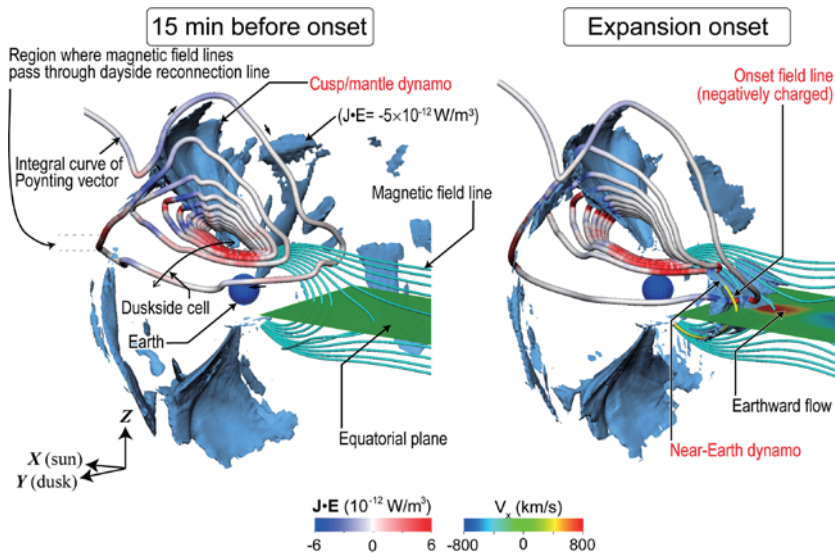 15 min before onset
Expansion onset
Region where magnetic field lines
pass through dayside reconnection line
Cusp/mantle dynamo
(J•E= -5×10⁻¹² W/m³)
Onset field line
(negatively charged)
Integral curve of
Poynting vector
Magnetic field line
Duskside cell
Earth
Equatorial plane
Earthward flow
Near-Earth dynamo
Z
X (sun)
Y (dusk)
J•E (10⁻¹² W/m³)
-6 0 6
Vₓ (km/s)
-800 0 800